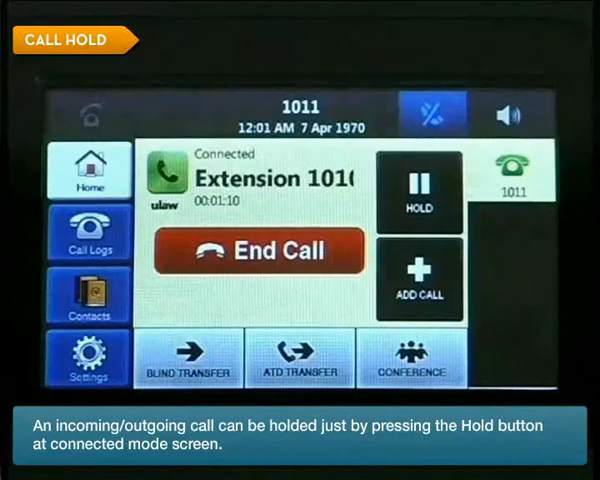 CALL HOLD
1011
12:01 AM 7 Apr 1970
Home
Connected
Extension 101
ulaw
00:01:10
HOLD
1011
Call Logs
End Call
ADD CALL
Contacts
Settings
BLIND TRANSFER
ATD TRANSFER
CONFERENCE
An incoming/outgoing call can be holded just by pressing the Hold button
at connected mode screen.